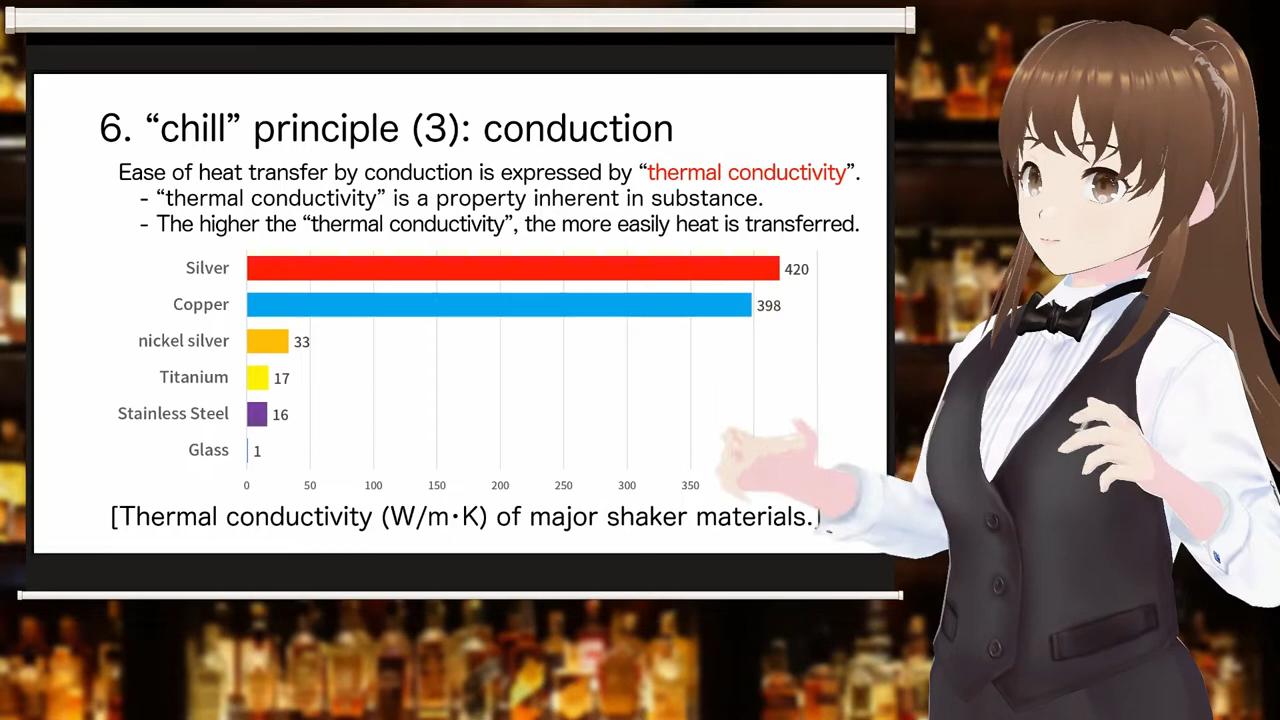 6. “chill” principle (3): conduction
Ease of heat transfer by conduction is expressed by “thermal conductivity”.
- “thermal conductivity” is a property inherent in substance.
- The higher the “thermal conductivity”, the more easily heat is transferred.
Silver 420
Copper 398
nickel silver 33
Titanium 17
Stainless Steel 16
Glass 1
0 50 100 150 200 250 300 350
[Thermal conductivity (W/m・K) of major shaker materials.]